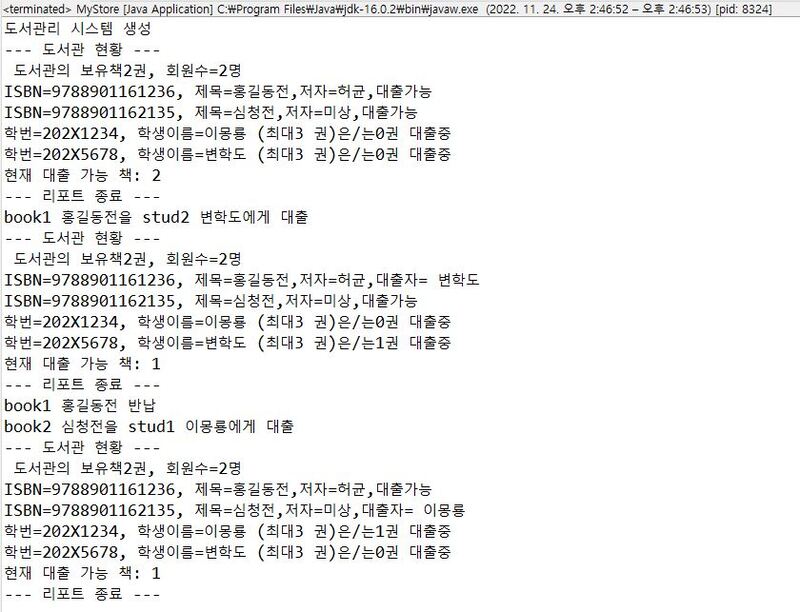 <terminated> MyStore [Java Application] C:₩Program Files₩Java₩jdk-16.0.2₩bin₩javaw.exe (2022. 11. 24. 오후 2:46:52 – 오후 2:46:53) [pid: 8324]
도서관리 시스템 생성
--- 도서관 현황 ---
도서관의 보유책2권, 회원수=2명
ISBN=9788901161236, 제목=홍길동전,저자=허균,대출가능
ISBN=9788901162135, 제목=심청전,저자=미상,대출가능
학번=202X1234, 학생이름=이몽룡 (최대3 권)은/는0권 대출중
학번=202X5678, 학생이름=변학도 (최대3 권)은/는0권 대출중
현재 대출 가능 책: 2
--- 리포트 종료 ---
book1 홍길동전을 stud2 변학도에게 대출
--- 도서관 현황 ---
도서관의 보유책2권, 회원수=2명
ISBN=9788901161236, 제목=홍길동전,저자=허균,대출자= 변학도
ISBN=9788901162135, 제목=심청전,저자=미상,대출가능
학번=202X1234, 학생이름=이몽룡 (최대3 권)은/는0권 대출중
학번=202X5678, 학생이름=변학도 (최대3 권)은/는1권 대출중
현재 대출 가능 책: 1
--- 리포트 종료 ---
book1 홍길동전 반납
book2 심청전을 stud1 이몽룡에게 대출
--- 도서관 현황 ---
도서관의 보유책2권, 회원수=2명
ISBN=9788901161236, 제목=홍길동전,저자=허균,대출가능
ISBN=9788901162135, 제목=심청전,저자=미상,대출자= 이몽룡
학번=202X1234, 학생이름=이몽룡 (최대3 권)은/는1권 대출중
학번=202X5678, 학생이름=변학도 (최대3 권)은/는0권 대출중
현재 대출 가능 책: 1
--- 리포트 종료 ---